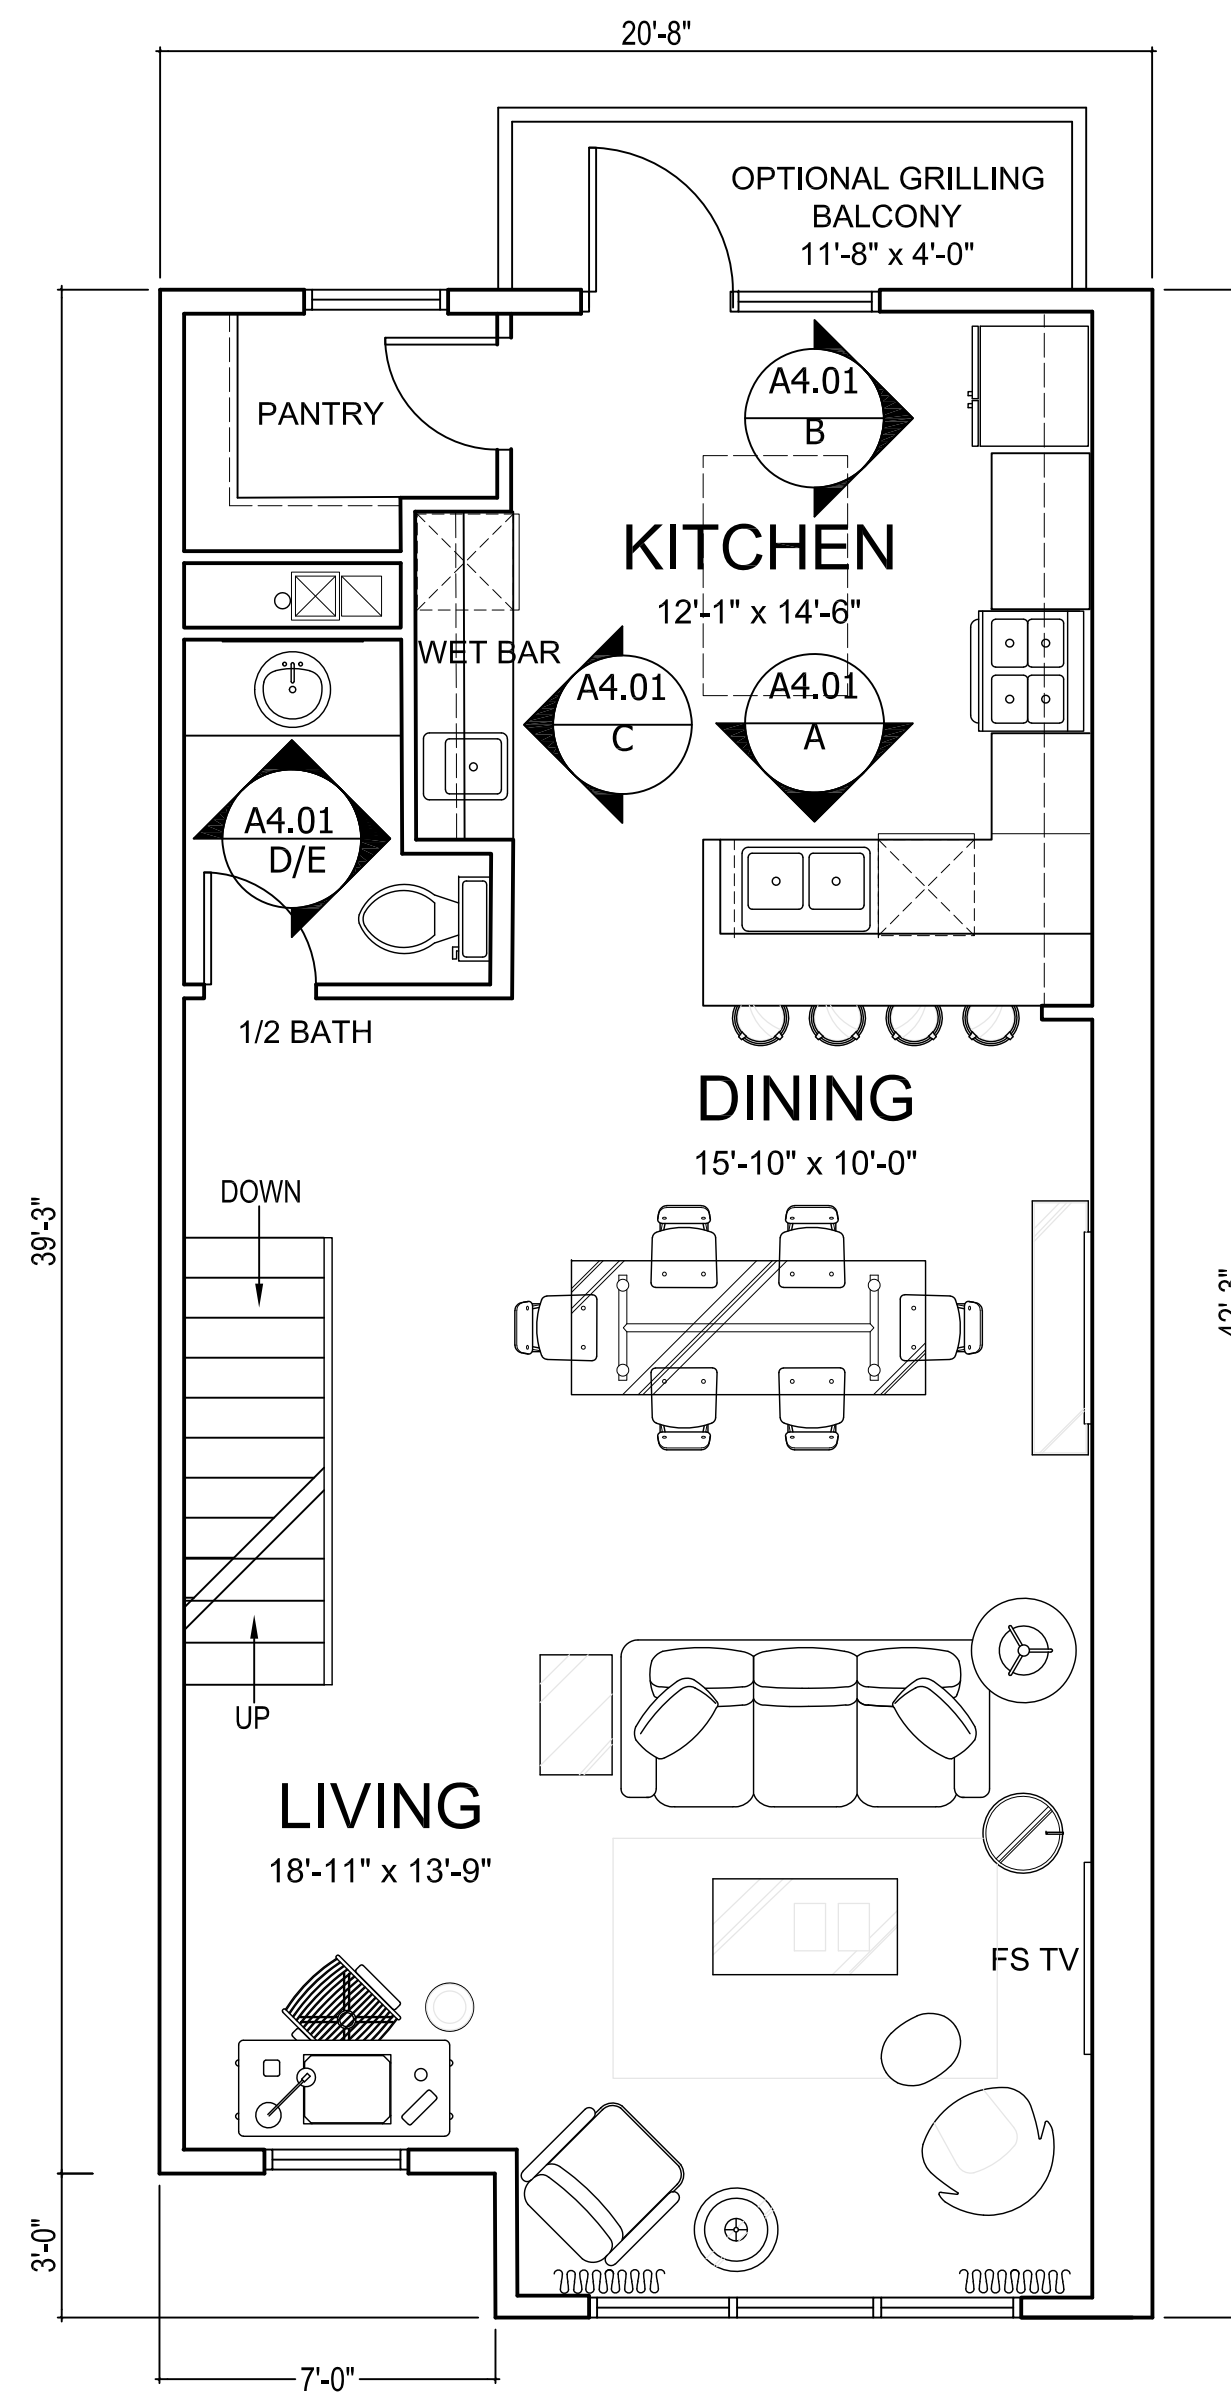 20'-8"
OPTIONAL GRILLING
BALCONY
11'-8" x 4'-0"
PANTRY
A4.01
B
KITCHEN
12'-1" x 14'-6"
WET BAR
A4.01
C
A4.01
A
A4.01
D/E
1/2 BATH
DINING
15'-10" x 10'-0"
DOWN
39'-3"
42'-3"
UP
LIVING
18'-11" x 13'-9"
FS TV
3'-0"
7'-0"